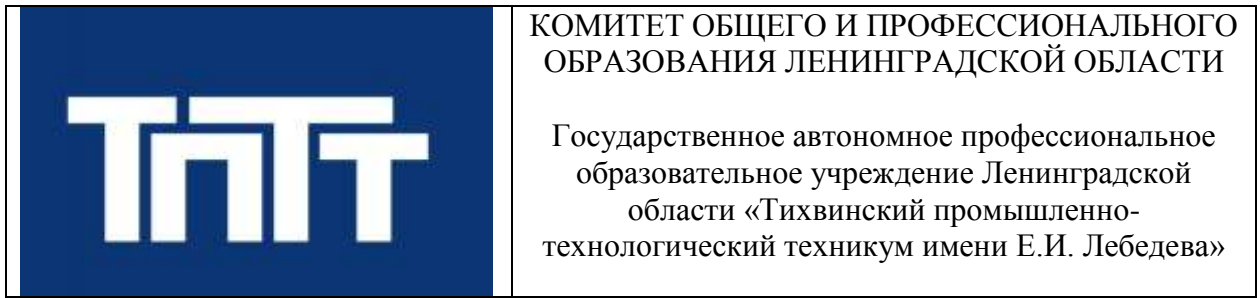 ТПТТ
КОМИТЕТ ОБЩЕГО И ПРОФЕССИОНАЛЬНОГО
ОБРАЗОВАНИЯ ЛЕНИНГРАДСКОЙ ОБЛАСТИ
Государственное автономное профессиональное
образовательное учреждение Ленинградской
области «Тихвинский промышленно-
технологический техникум имени Е.И. Лебедева»